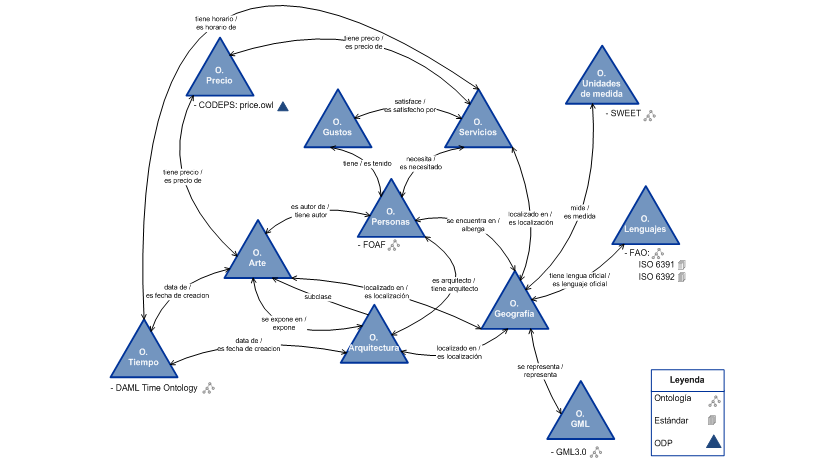 tiene horario /
es horario de
tiene precio /
es precio de
O.
Precio
- CODEPS: price.owl
O.
Unidades
de medida
- SWEET
O.
Gustos
satisface /
es satisfecho por
O.
Servicios
tiene / es tenido
necesita /
es necesitado
tiene precio /
es precio de
O.
Personas
- FOAF
es autor de /
tiene autor
se encuentra en /
alberga
localizado en /
es localización
mide /
es medida
O.
Lenguajes
- FAO:
ISO 6391
ISO 6392
O.
Arte
tiene lengua oficial /
es lenguaje oficial
data de /
es fecha de creacion
subclase
localizado en /
es localización
es arquitecto /
tiene arquitecto
O.
Geografía
se expone en /
expone
O.
Arquitectura
data de /
es fecha de creacion
localizado en /
es localización
O.
Tiempo
- DAML Time Ontology
se representa /
representa
O.
GML
- GML3.0
Leyenda
Ontología
Estándar
ODP